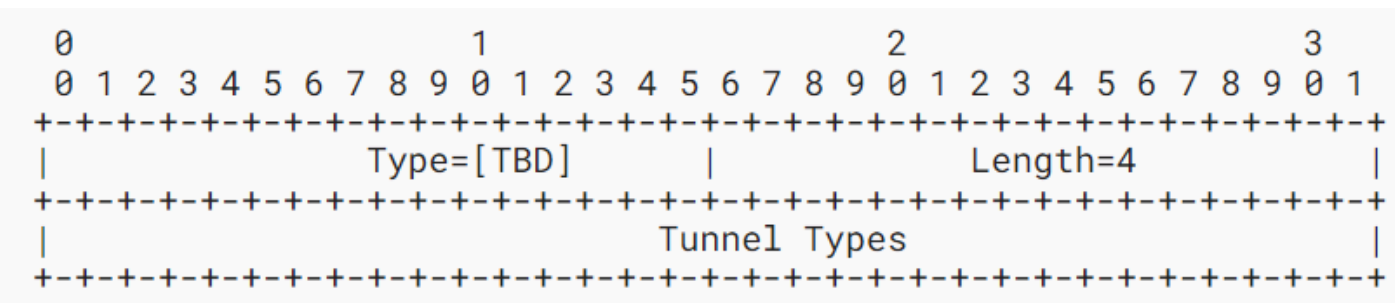 0                   1                   2                   3
 0 1 2 3 4 5 6 7 8 9 0 1 2 3 4 5 6 7 8 9 0 1 2 3 4 5 6 7 8 9 0 1
+-+-+-+-+-+-+-+-+-+-+-+-+-+-+-+-+-+-+-+-+-+-+-+-+-+-+-+-+-+-+-+-+
|               Type=[TBD]      |            Length=4           |
+-+-+-+-+-+-+-+-+-+-+-+-+-+-+-+-+-+-+-+-+-+-+-+-+-+-+-+-+-+-+-+-+
|                             Tunnel Types                      |
+-+-+-+-+-+-+-+-+-+-+-+-+-+-+-+-+-+-+-+-+-+-+-+-+-+-+-+-+-+-+-+-+